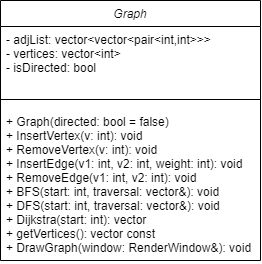 Graph
- adjList: vector<vector<pair<int,int>>>
- vertices: vector<int>
- isDirected: bool
+ Graph(directed: bool = false)
+ InsertVertex(v: int): void
+ RemoveVertex(v: int): void
+ InsertEdge(v1: int, v2: int, weight: int): void
+ RemoveEdge(v1: int, v2: int): void
+ BFS(start: int, traversal: vector&): void
+ DFS(start: int, traversal: vector&): void
+ Dijkstra(start: int): vector
+ getVertices(): vector const
+ DrawGraph(window: RenderWindow&): void